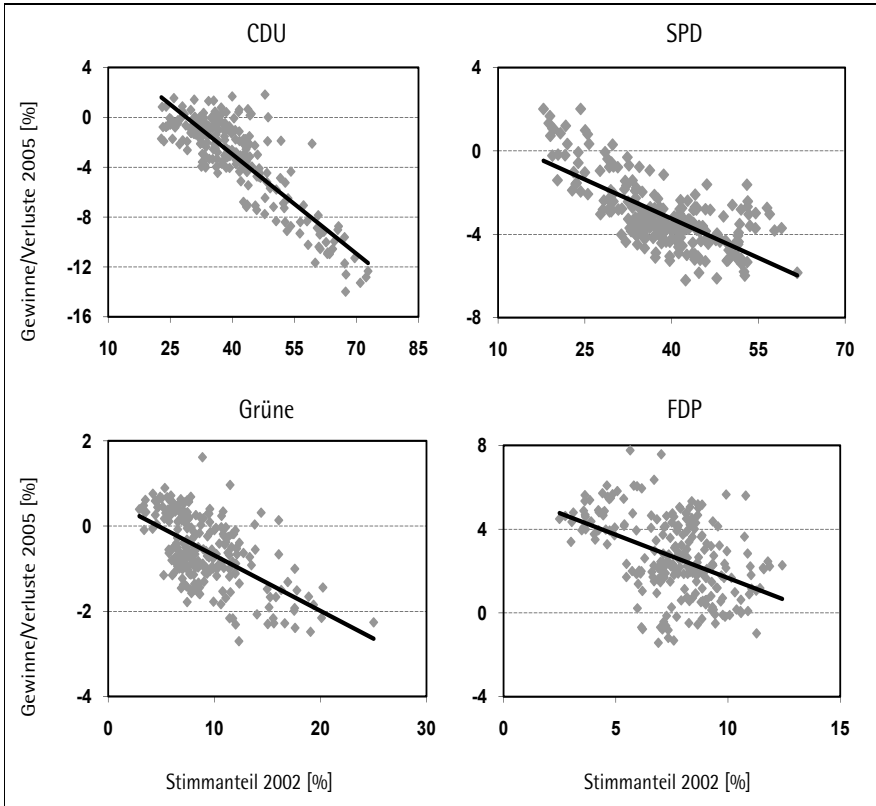 CDU
Gewinne/Verluste 2005 [%]
4
0
-4
-8
-12
-16
10 25 40 55 70 85
SPD
4
0
-4
-8
10 25 40 55 70
Grüne
Gewinne/Verluste 2005 [%]
2
0
-2
-4
0 10 20 30
Stimmanteil 2002 [%]
FDP
8
4
0
-4
0 5 10 15
Stimmanteil 2002 [%]